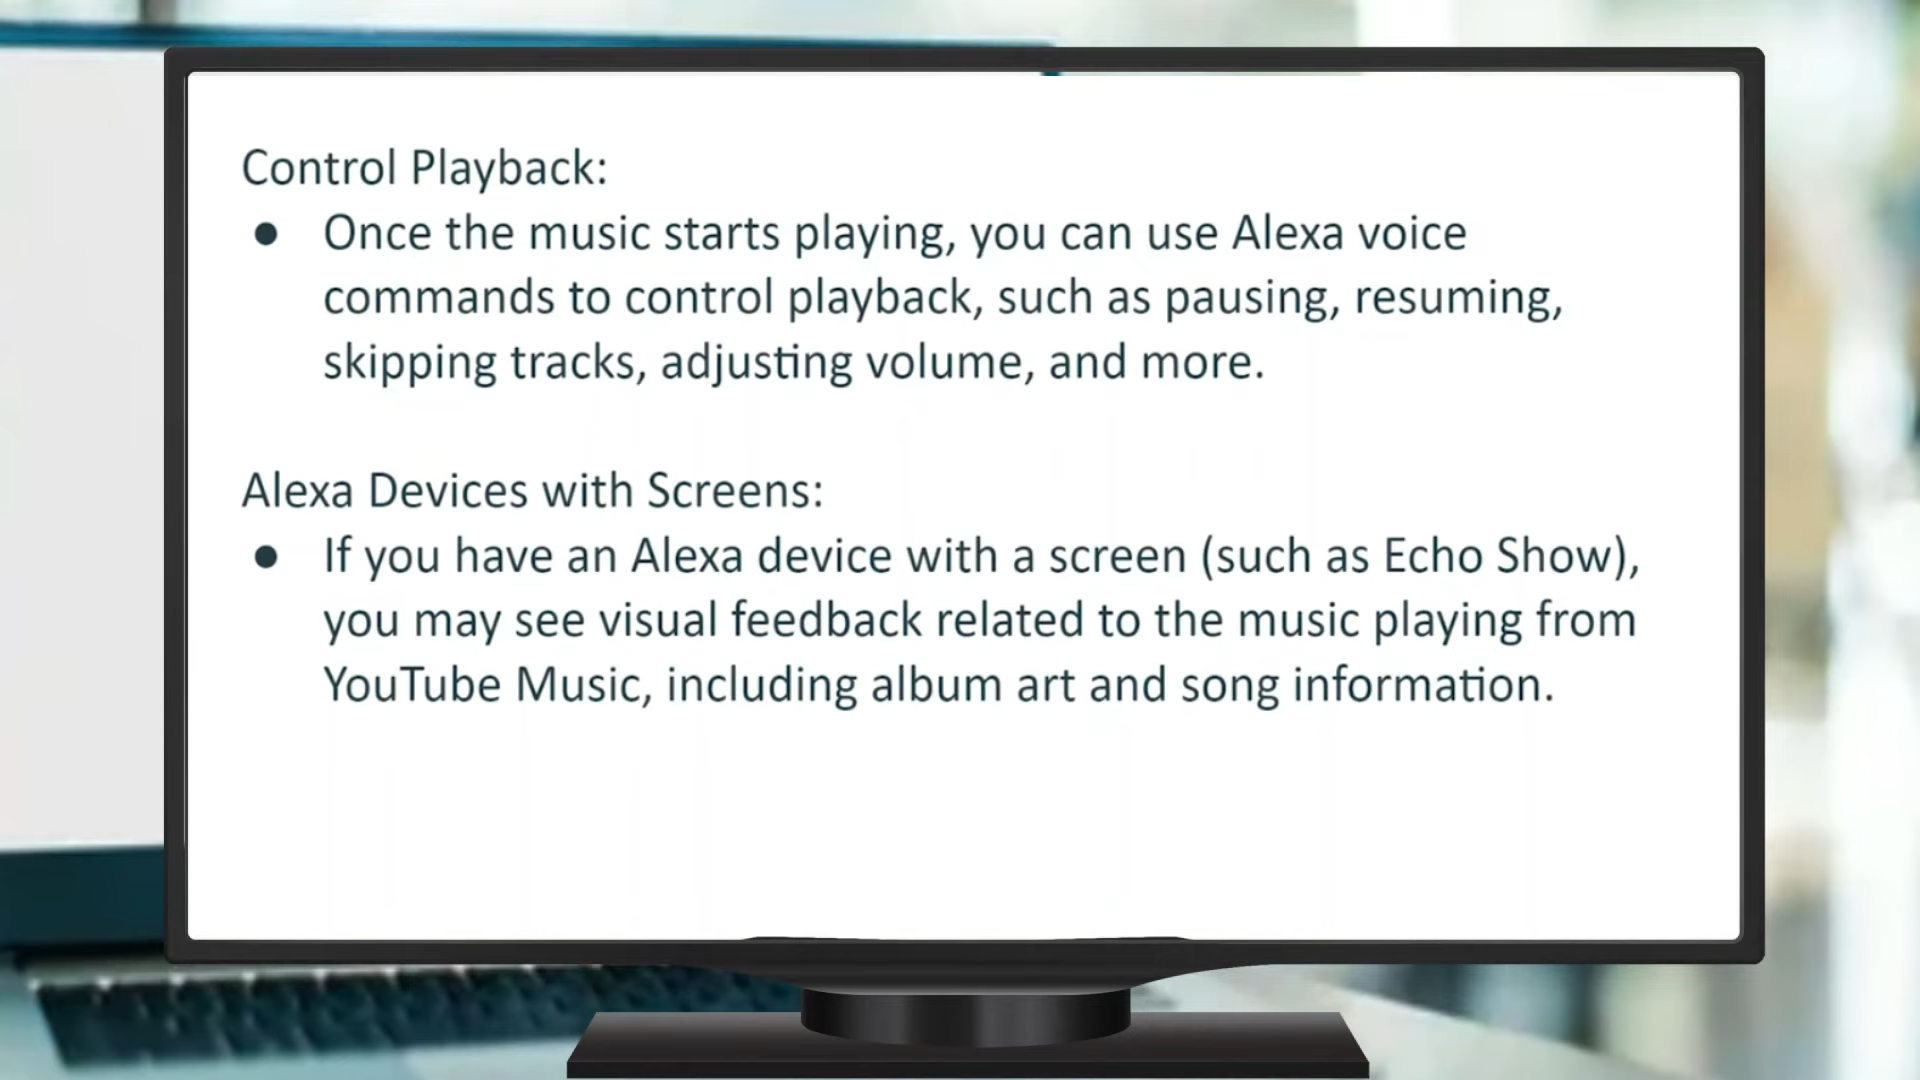 Control Playback:
● Once the music starts playing, you can use Alexa voice
commands to control playback, such as pausing, resuming,
skipping tracks, adjusting volume, and more.
Alexa Devices with Screens:
● If you have an Alexa device with a screen (such as Echo Show),
you may see visual feedback related to the music playing from
YouTube Music, including album art and song information.